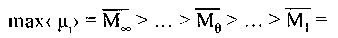 max‹ μᵢ› = M̅∞ > … > M̅θ > … > M̅₁ =